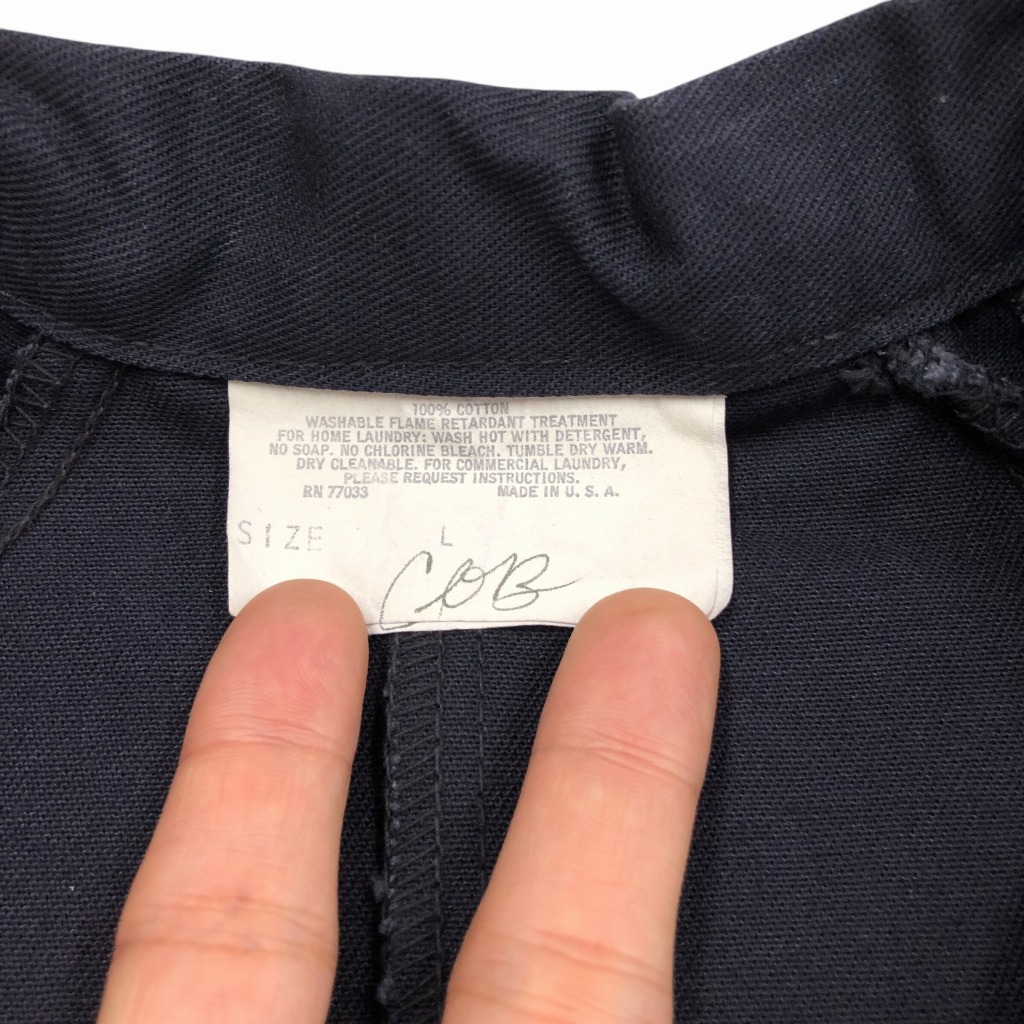 100% COTTON
WASHABLE FLAME RETARDANT TREATMENT
FOR HOME LAUNDRY: WASH HOT WITH DETERGENT,
NO SOAP. NO CHLORINE BLEACH. TUMBLE DRY WARM.
DRY CLEANABLE. FOR COMMERCIAL LAUNDRY,
PLEASE REQUEST INSTRUCTIONS.
RN 77033 MADE IN U. S. A.
SIZE L
COB